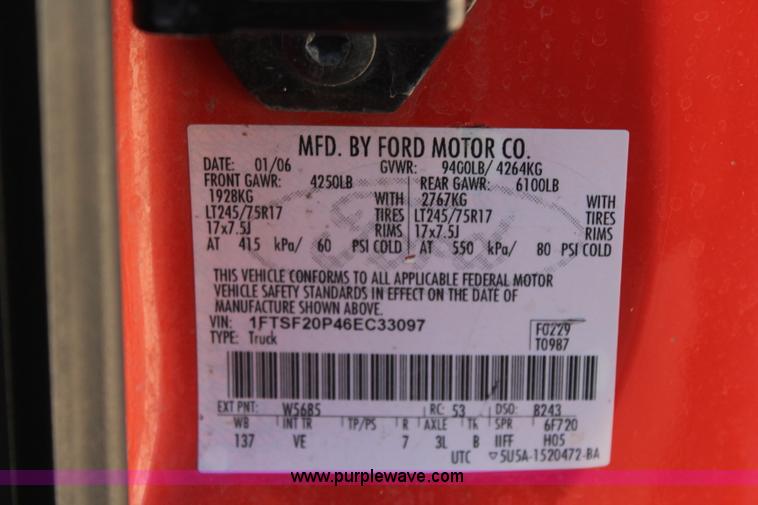 MFD. BY FORD MOTOR CO.
DATE: 01/06 GVWR: 9400LB/ 4264KG
FRONT GAWR: 4250LB REAR GAWR: 6100LB
1928KG WITH 2767KG WITH
LT245/75R17 TIRES LT245/75R17 TIRES
17x7.5J RIMS 17x7.5J RIMS
AT 415 kPa/ 60 PSI COLD AT 550 kPa/ 80 PSI COLD
Ford
THIS VEHICLE CONFORMS TO ALL APPLICABLE FEDERAL MOTOR
VEHICLE SAFETY STANDARDS IN EFFECT ON THE DATE OF
MANUFACTURE SHOWN ABOVE.
VIN: 1FTSF20P46EC33097 F0229
TYPE: Truck T0987
EXT PNT: W5685 RC: 53 DSO: B243
WB INT TR TP/PS R AXLE TK SPR 6F720
137 VE 7 3L B IIFF H05
UTC ▽5U5A-1520472-BA
www.purplewave.com